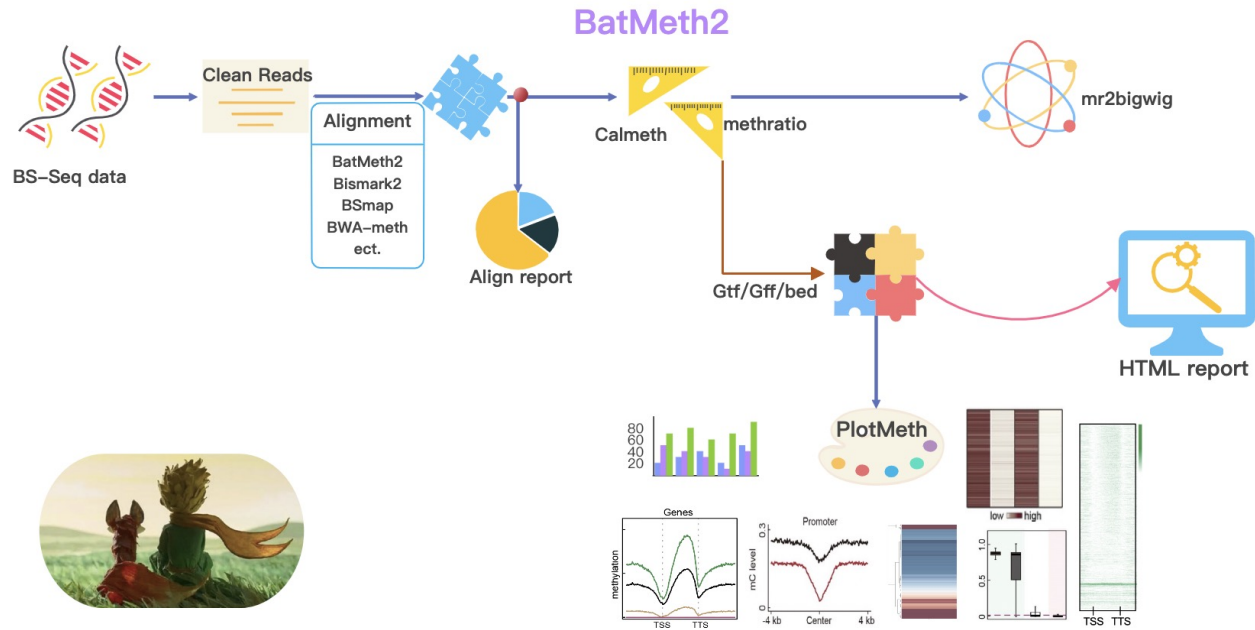 BatMeth2
BS-Seq data
Clean Reads
Alignment
BatMeth2
Bismark2
BSmap
BWA-meth
ect.
Align report
Calmeth
methratio
mr2bigwig
Gtf/Gff/bed
HTML report
PlotMeth
80
60
40
20
low
high
Genes
methylation
TSS
TTS
Promoter
mC level
0.3
0
-4 kb
Center
4 kb
1.0
0.5
0
TSS
TTS